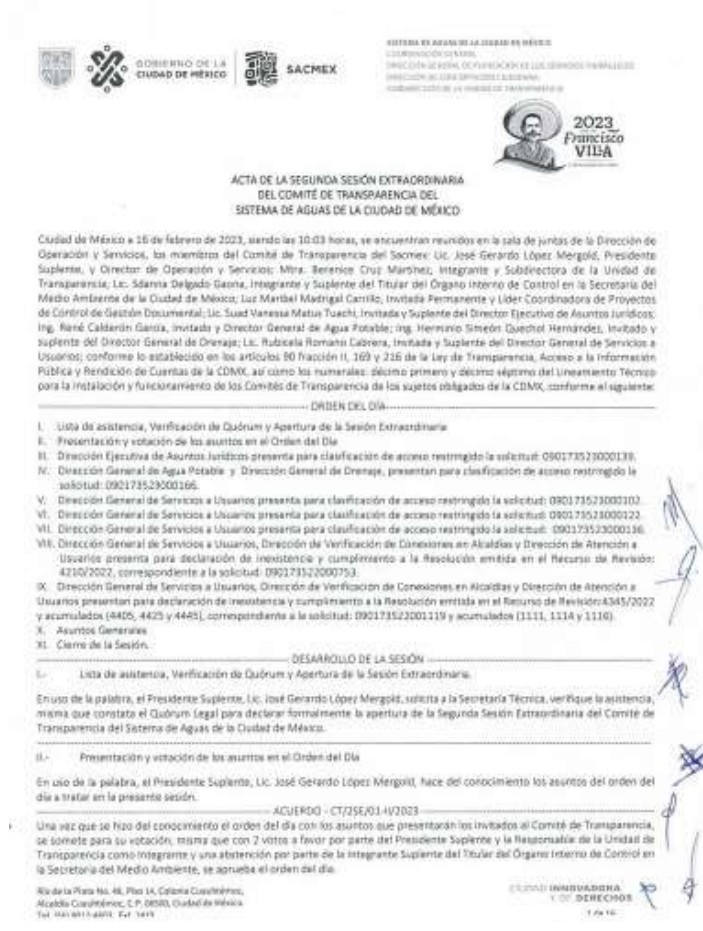 GOBIERNO DE LA
CIUDAD DE MÉXICO
SACMEX
SISTEMA DE AGUAS DE LA CIUDAD DE MÉXICO
COORDINACIÓN GENERAL
2023
Francisco
VILLA
ACTA DE LA SEGUNDA SESIÓN EXTRAORDINARIA
DEL COMITÉ DE TRANSPARENCIA DEL
SISTEMA DE AGUAS DE LA CIUDAD DE MÉXICO
Ciudad de México a 16 de febrero de 2023, siendo las 10:03 horas, se encuentran reunidos en la sala de juntas de la Dirección de
Operación y Servicios, los miembros del Comité de Transparencia del Sacmex: Lic. José Gerardo López Mergold, Presidente
Suplente, y Director de Operación y Servicios; Mtra. Berenice Cruz Martínez, Integrante y Subdirectora de la Unidad de
Transparencia; Lic. Sdanna Delgado Gaona, Integrante y Suplente del Titular del Órgano Interno de Control en la Secretaría del
Medio Ambiente de la Ciudad de México; Luz Maribel Madrigal Carrillo, Invitada Permanente y Líder Coordinadora de Proyectos
de Control de Gestión Documental; Lic. Suad Vanessa Matus Tuachi, Invitada y Suplente del Director Ejecutivo de Asuntos Jurídicos;
Ing. René Calderón García, Invitado y Director General de Agua Potable; Ing. Herminio Simeón Quechol Hernández, Invitado y
suplente del Director General de Drenaje; Lic. Rubicela Romano Cabrera, Invitada y Suplente del Director General de Servicios a
Usuarios; conforme lo establecido en los artículos 90 fracción II, 169 y 216 de la Ley de Transparencia, Acceso a la Información
Pública y Rendición de Cuentas de la CDMX, así como los numerales: décimo primero y décimo séptimo del Lineamiento Técnico
para la instalación y funcionamiento de los Comités de Transparencia de los sujetos obligados de la CDMX, conforme el siguiente:
ORDEN DEL DÍA
I. Lista de asistencia, Verificación de Quórum y Apertura de la Sesión Extraordinaria
II. Presentación y votación de los asuntos en el Orden del Día
III. Dirección Ejecutiva de Asuntos Jurídicos presenta para clasificación de acceso restringido la solicitud: 090173523000139.
IV. Dirección General de Agua Potable y Dirección General de Drenaje, presentan para clasificación de acceso restringido la
solicitud: 090173523000166.
V. Dirección General de Servicios a Usuarios presenta para clasificación de acceso restringido la solicitud: 090173523000102.
VI. Dirección General de Servicios a Usuarios presenta para clasificación de acceso restringido la solicitud: 090173523000122.
VII. Dirección General de Servicios a Usuarios presenta para clasificación de acceso restringido la solicitud: 090173523000136.
VIII. Dirección General de Servicios a Usuarios, Dirección de Verificación de Conexiones en Alcaldías y Dirección de Atención a
Usuarios presenta para declaración de inexistencia y cumplimiento a la Resolución emitida en el Recurso de Revisión:
4210/2022, correspondiente a la solicitud: 090173522000753.
IX. Dirección General de Servicios a Usuarios, Dirección de Verificación de Conexiones en Alcaldías y Dirección de Atención a
Usuarios presentan para declaración de inexistencia y cumplimiento a la Resolución emitida en el Recurso de Revisión:4345/2022
y acumulados (4405, 4425 y 4445), correspondiente a la solicitud: 090173522001119 y acumulados (1111, 1114 y 1116).
X. Asuntos Generales
XI. Cierre de la Sesión.
DESARROLLO DE LA SESIÓN
I.- Lista de asistencia, Verificación de Quórum y Apertura de la Sesión Extraordinaria.
En uso de la palabra, el Presidente Suplente, Lic. José Gerardo López Mergold, solicita a la Secretaría Técnica, verifique la asistencia,
misma que constata el Quórum Legal para declarar formalmente la apertura de la Segunda Sesión Extraordinaria del Comité de
Transparencia del Sistema de Aguas de la Ciudad de México.
II.- Presentación y votación de los asuntos en el Orden del Día
En uso de la palabra, el Presidente Suplente, Lic. José Gerardo López Mergold, hace del conocimiento los asuntos del orden del
día a tratar en la presente sesión.
ACUERDO - CT/2SE/01-II/2023
Una vez que se hizo del conocimiento el orden del día con los asuntos que presentarán los invitados al Comité de Transparencia,
se somete para su votación, misma que con 2 votos a favor por parte del Presidente Suplente y la Responsable de la Unidad de
Transparencia como Integrante y una abstención por parte de la Integrante Suplente del Titular del Órgano Interno de Control en
la Secretaría del Medio Ambiente, se aprueba el orden del día.
Río de la Plata No. 48, Piso 14, Colonia Cuauhtémoc,
Alcaldía Cuauhtémoc, C.P. 06500, Ciudad de México.
CIUDAD INNOVADORA
Y DE DERECHOS